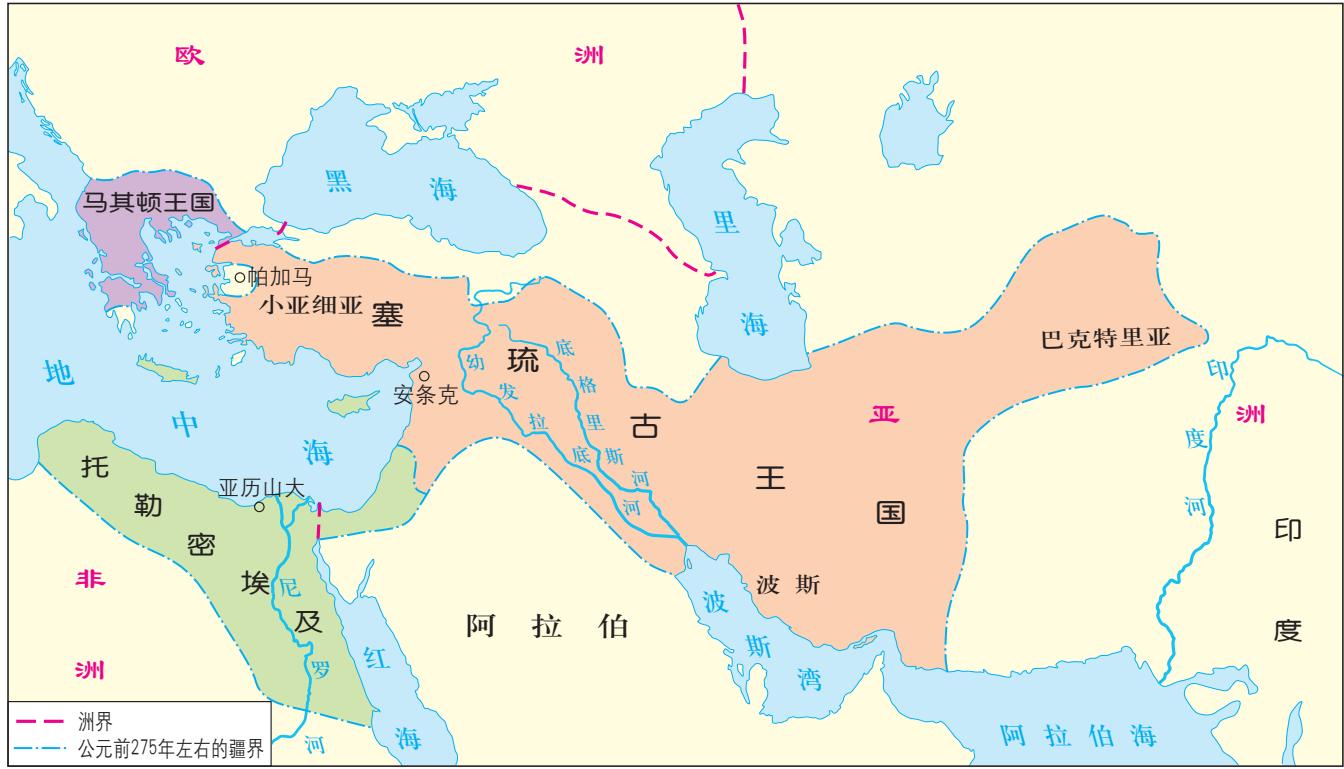 欧洲
黑海
里海
马其顿王国
帕加马
小亚细亚
塞琉古王国
巴克特里亚
幼发拉底河
底格里斯河
安条克
地中海
亚洲
印度河
托勒密埃及
亚历山大
尼罗河
波斯
印度
非洲
阿拉伯
波斯湾
红海
阿拉伯海
洲界
公元前275年左右的疆界